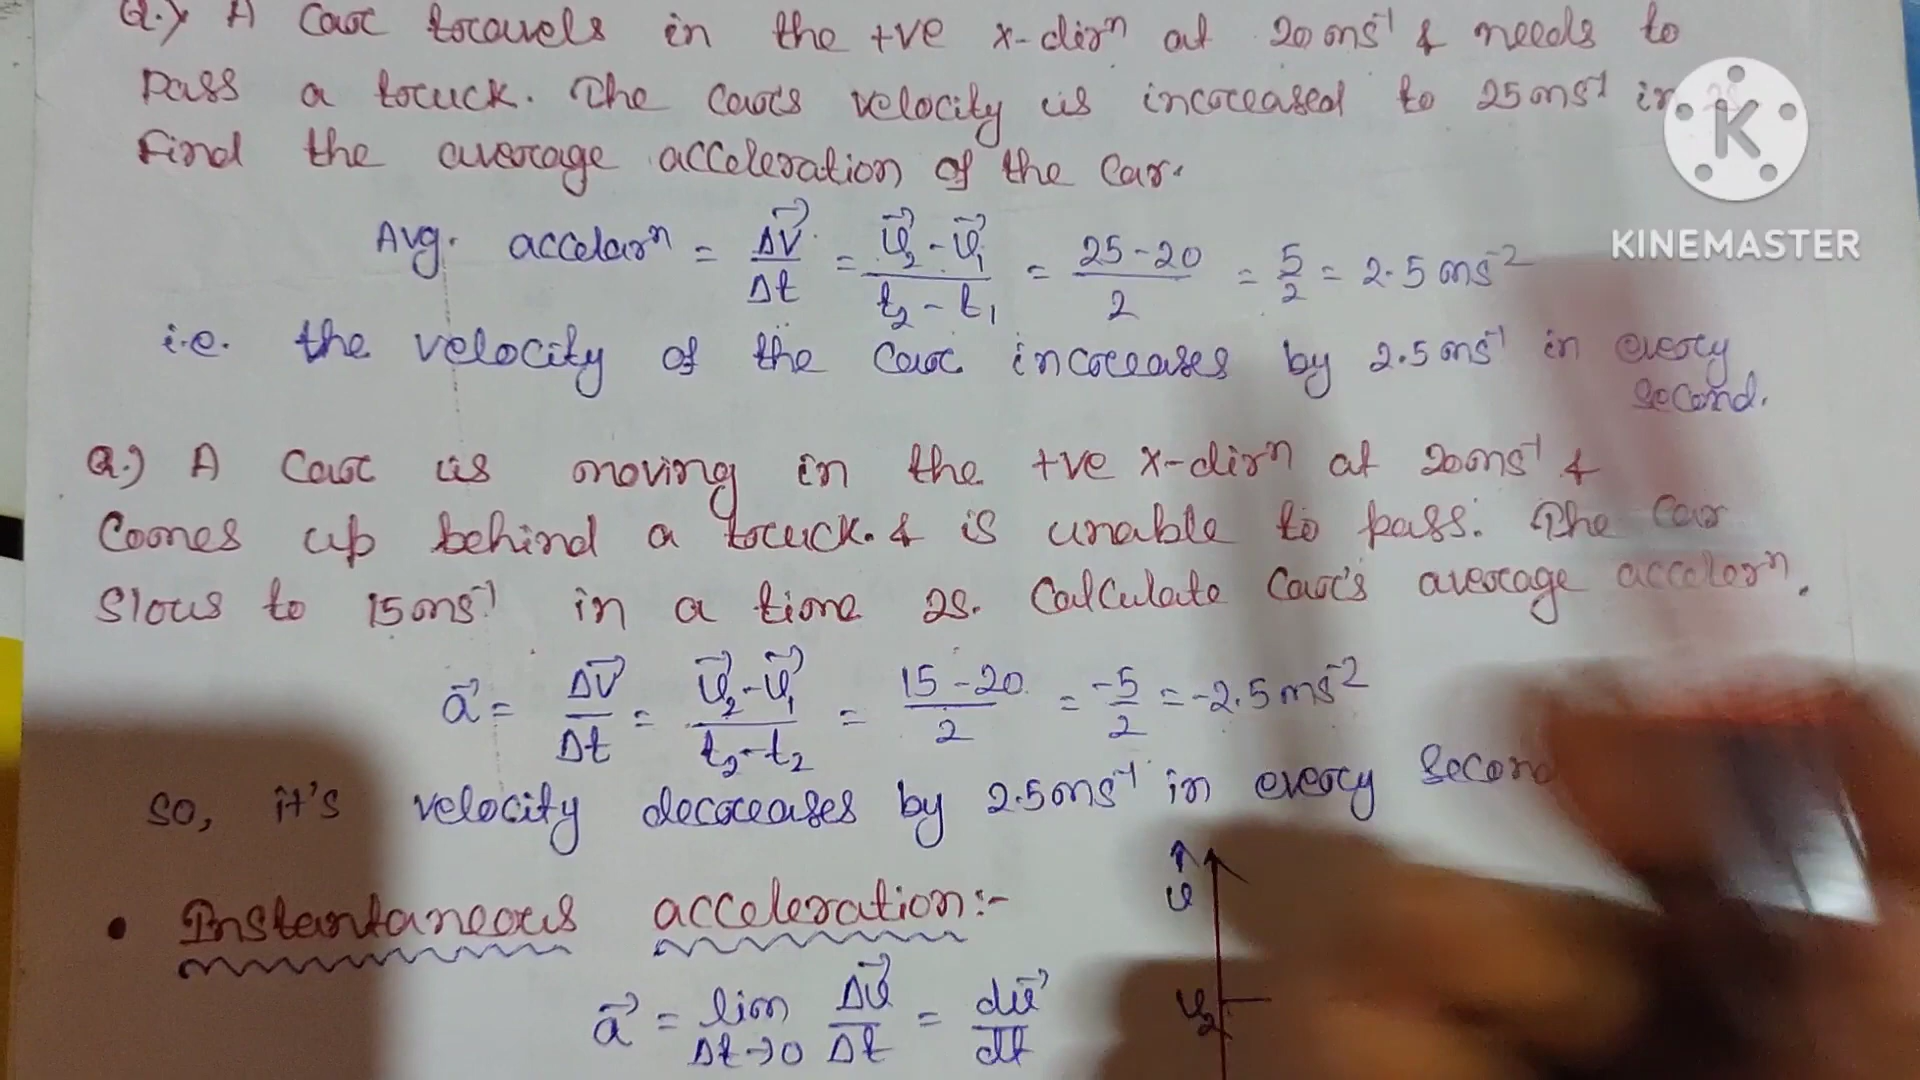 Q.) A car travels in the +ve x-dirⁿ at 20 ms⁻¹ & needs to
pass a truck. The car's velocity is increased to 25 ms⁻¹ in
Find the average acceleration of the car.
Avg. accelarⁿ = Δv⃗/Δt = (v⃗₂ - v⃗₁)/(t₂ - t₁) = (25-20)/2 = 5/2 = 2.5 ms⁻²
i.e. the velocity of the car increases by 2.5 ms⁻¹ in every
second.
Q.) A car is moving in the +ve x-dirⁿ at 20 ms⁻¹ &
comes up behind a truck. & is unable to pass. The car
slows to 15 ms⁻¹ in a time 2s. Calculate car's average accelerⁿ.
a⃗ = Δv⃗/Δt = (v⃗₂ - v⃗₁)/(t₂ - t₂) = (15-20)/2 = -5/2 = -2.5 ms⁻²
So, it's velocity decreases by 2.5 ms⁻¹ in every second
• Instantaneous acceleration:-
a⃗ = lim Δt→0 Δv⃗/Δt = dv⃗/dt
↑
v
v₂
K
KINEMASTER